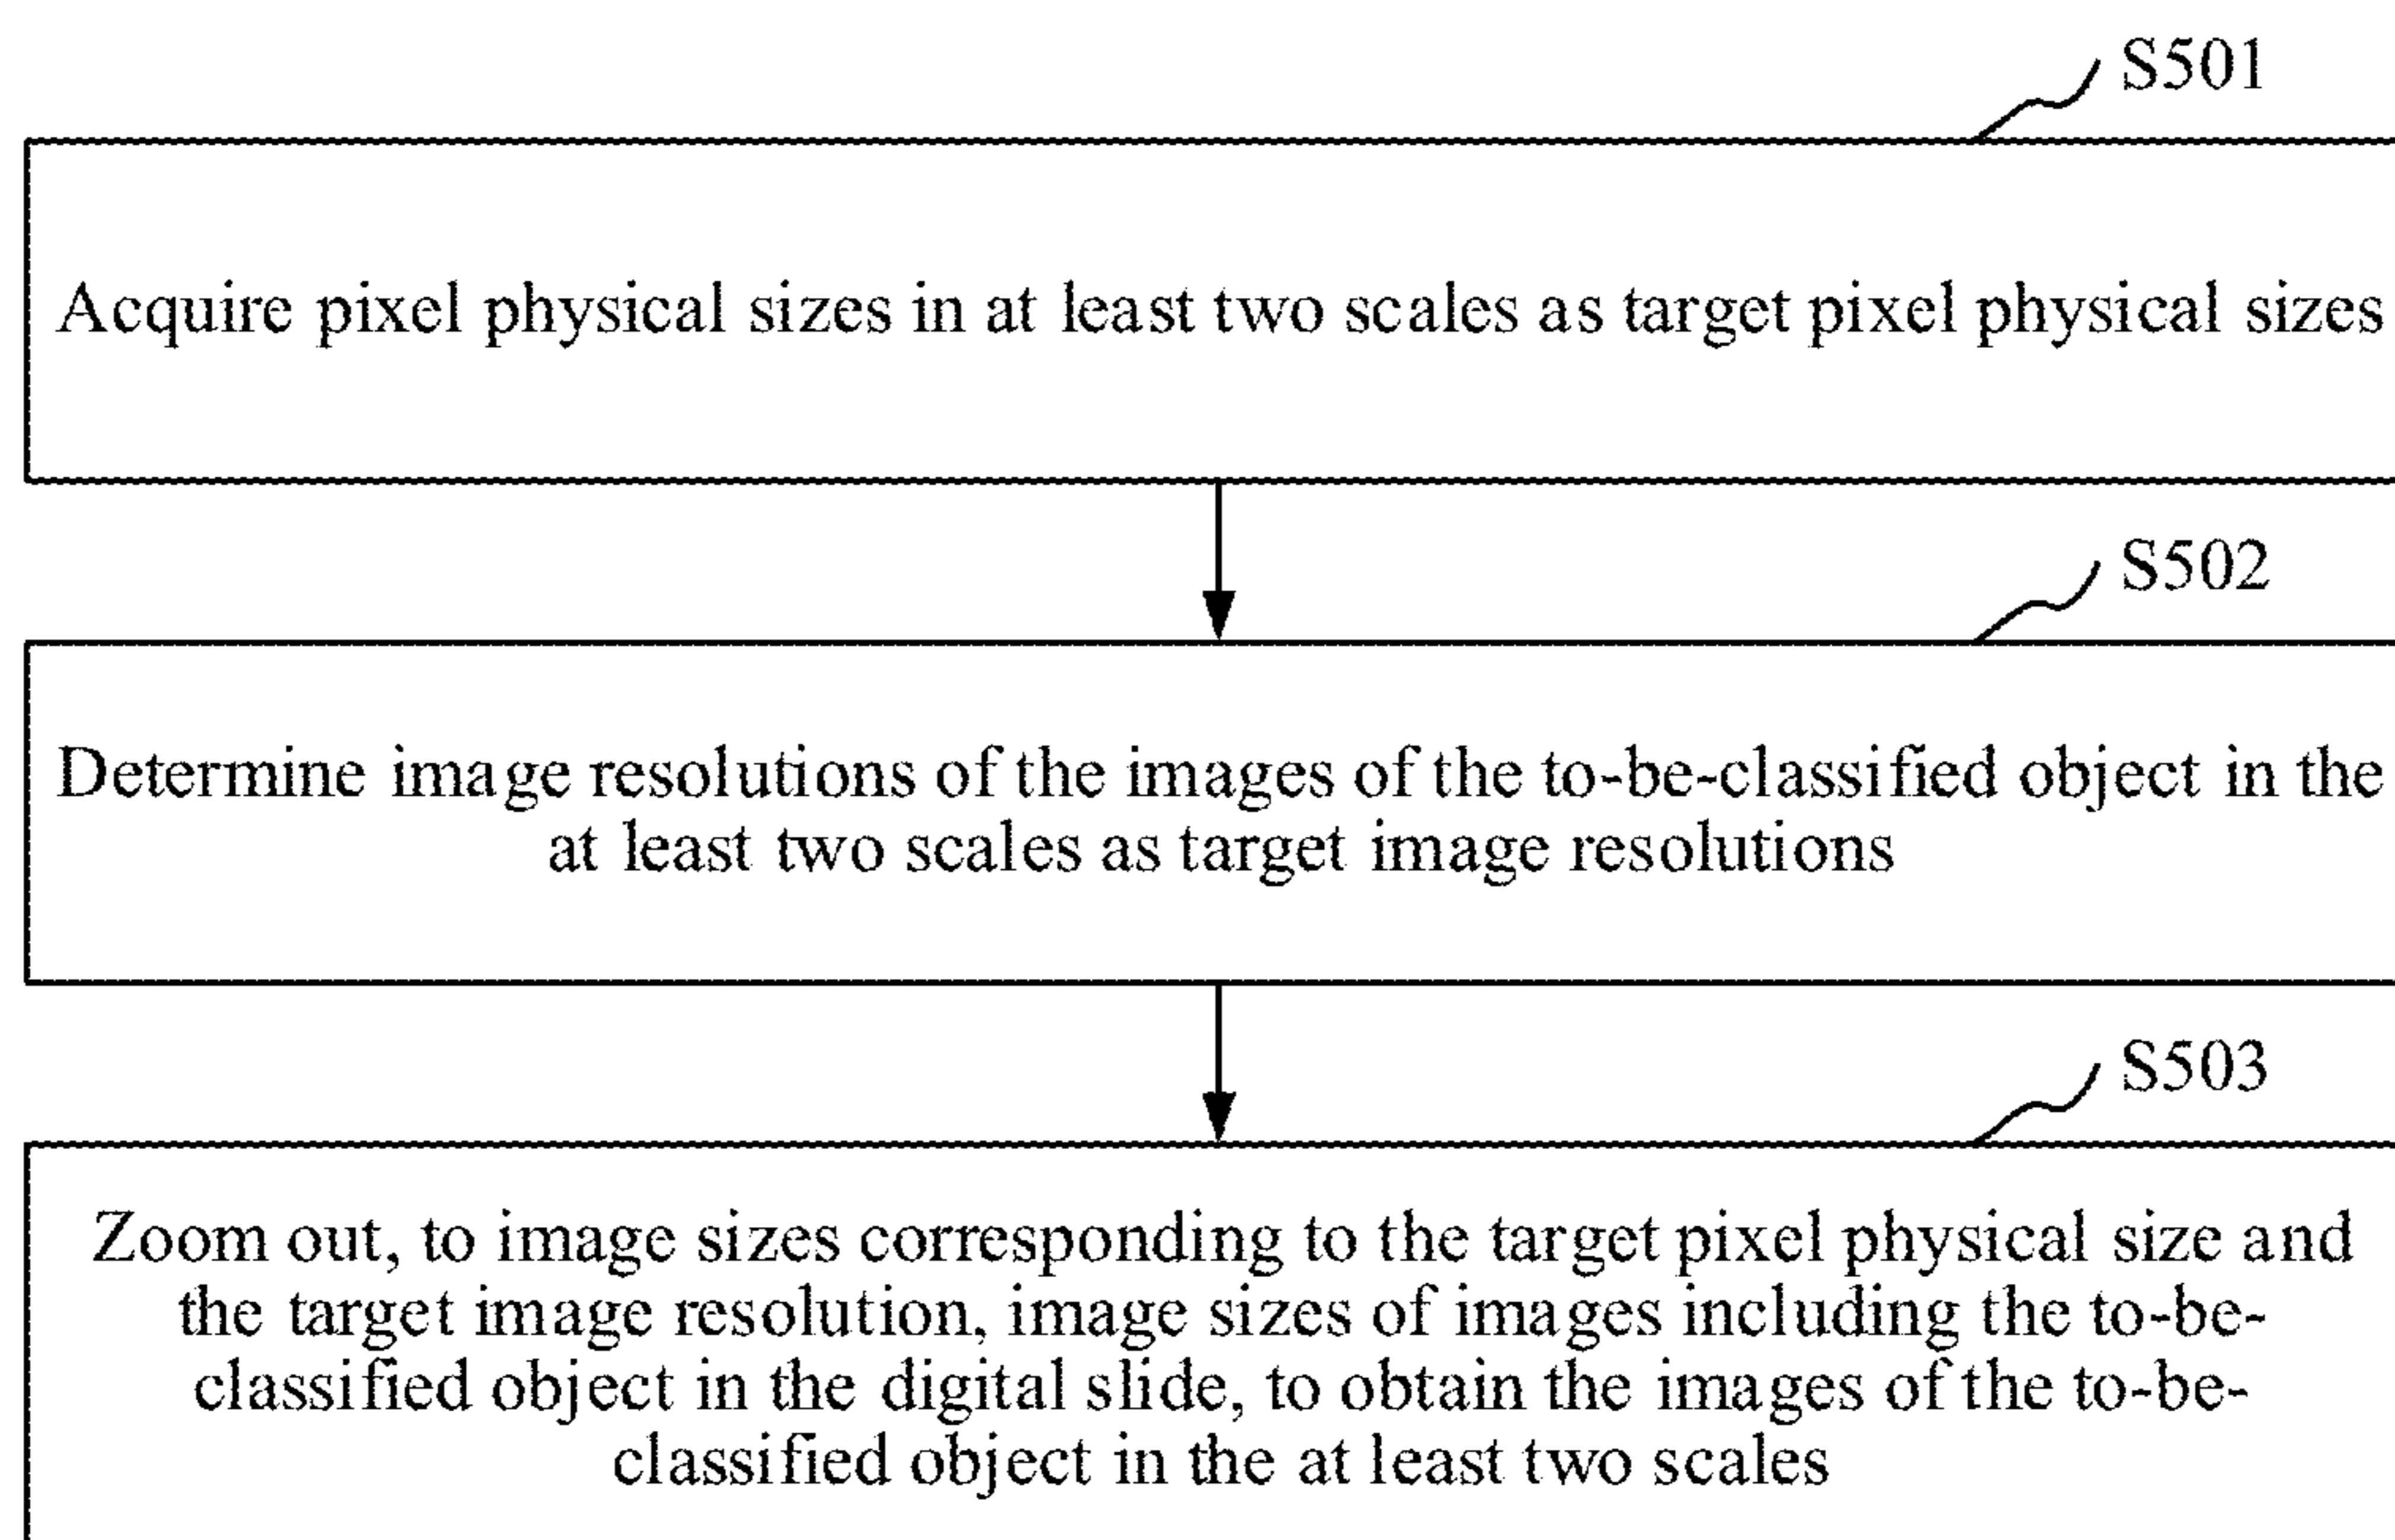 S501
Acquire pixel physical sizes in at least two scales as target pixel physical sizes
S502
Determine image resolutions of the images of the to-be-classified object in the
at least two scales as target image resolutions
S503
Zoom out, to image sizes corresponding to the target pixel physical size and
the target image resolution, image sizes of images including the to-be-
classified object in the digital slide, to obtain the images of the to-be-
classified object in the at least two scales